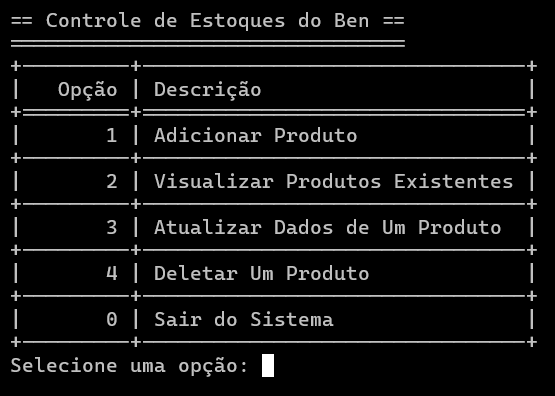 == Controle de Estoques do Ben ==
Opção | Descrição
1 | Adicionar Produto
2 | Visualizar Produtos Existentes
3 | Atualizar Dados de Um Produto
4 | Deletar Um Produto
0 | Sair do Sistema
Selecione uma opção: